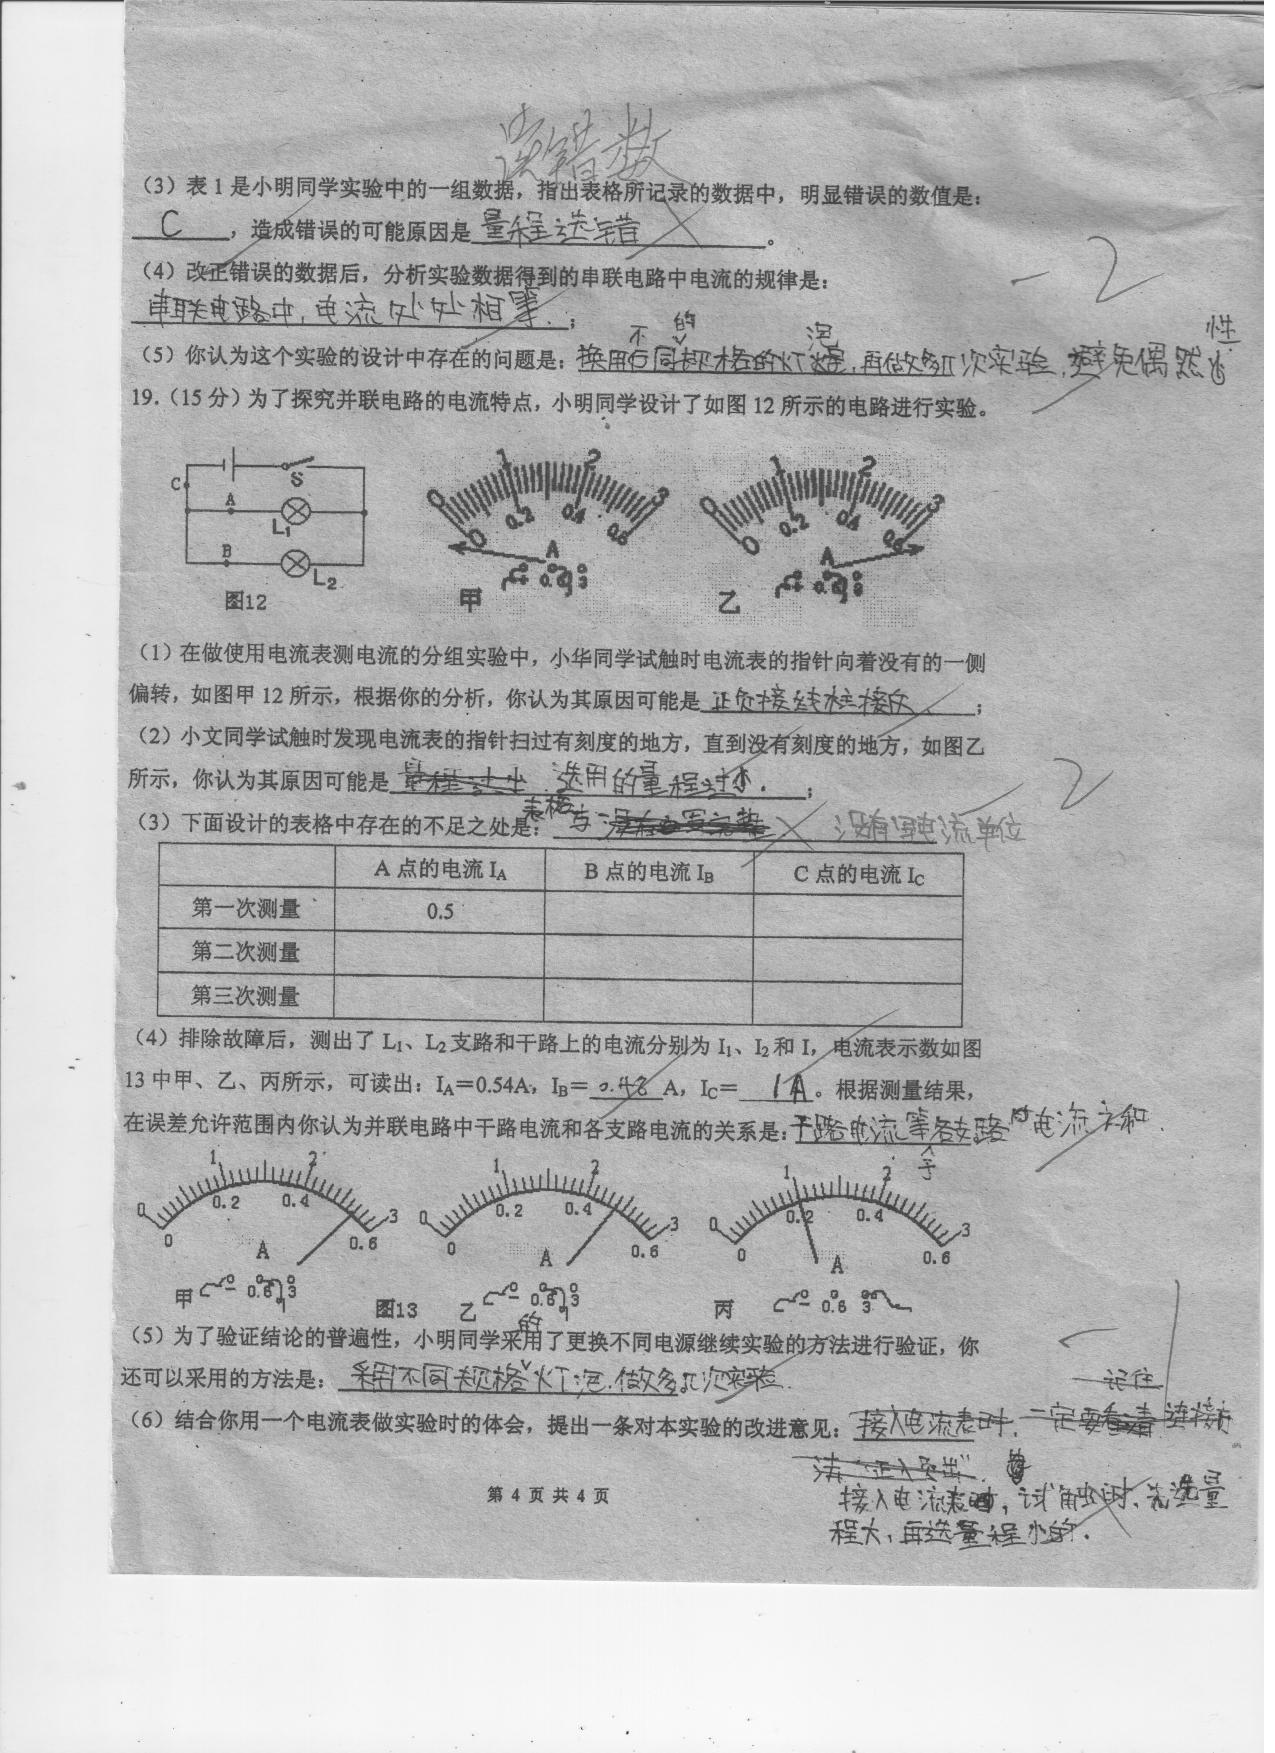 读错数
(3) 表 1 是小明同学实验中的一组数据，指出表格所记录的数据中，明显错误的数值是：
C ，造成错误的可能原因是 量程选错 。
(4) 改正错误的数据后，分析实验数据得到的串联电路中电流的规律是：
串联电路中，电流处处相等. ；
(5) 你认为这个实验的设计中存在的问题是：换用不同规格的灯泡，再做多几次实验，避免偶然性
-2
19.（15 分）为了探究并联电路的电流特点，小明同学设计了如图 12 所示的电路进行实验。
C A B S L1 L2
图12
0 1 2 3 0 0.2 0.4 0.6 A 甲
0 1 2 3 0 0.2 0.4 0.6 A 乙
(1) 在做使用电流表测电流的分组实验中，小华同学试触时电流表的指针向着没有的一侧
偏转，如图甲 12 所示，根据你的分析，你认为其原因可能是 正负接线柱接反 ；
(2) 小文同学试触时发现电流表的指针扫过有刻度的地方，直到没有刻度的地方，如图乙
所示，你认为其原因可能是 选用的量程过小. ；
2
(3) 下面设计的表格中存在的不足之处是： 表格 没有写电流单位
A 点的电流 IA B 点的电流 IB C 点的电流 IC
第一次测量 0.5
第二次测量
第三次测量
(4) 排除故障后，测出了 L1、L2 支路和干路上的电流分别为 I1、I2 和 I，电流表示数如图
13 中甲、乙、丙所示，可读出：IA＝0.54A，IB＝0.48 A，IC＝ 1A 。根据测量结果，
在误差允许范围内你认为并联电路中干路电流和各支路电流的关系是：干路电流等于各支路的电流之和.
0 1 2 3 0 0.2 0.4 0.6 A
0 1 2 3 0 0.2 0.4 0.6 A
0 1 2 3 0 0.2 0.4 0.6 A
甲 - 0.6 3 图13 乙 - 0.6 3 丙 - 0.6 3
(5) 为了验证结论的普遍性，小明同学采用了更换不同电源继续实验的方法进行验证，你
还可以采用的方法是： 采用不同规格的灯泡.做多几次实验.
-1
记住
(6) 结合你用一个电流表做实验时的体会，提出一条对本实验的改进意见：接入电流表时.一定要看清连接方
法“正入负出”.
接入电流表时，试触时，先选量
程大，再选量程小的.
第 4 页 共 4 页